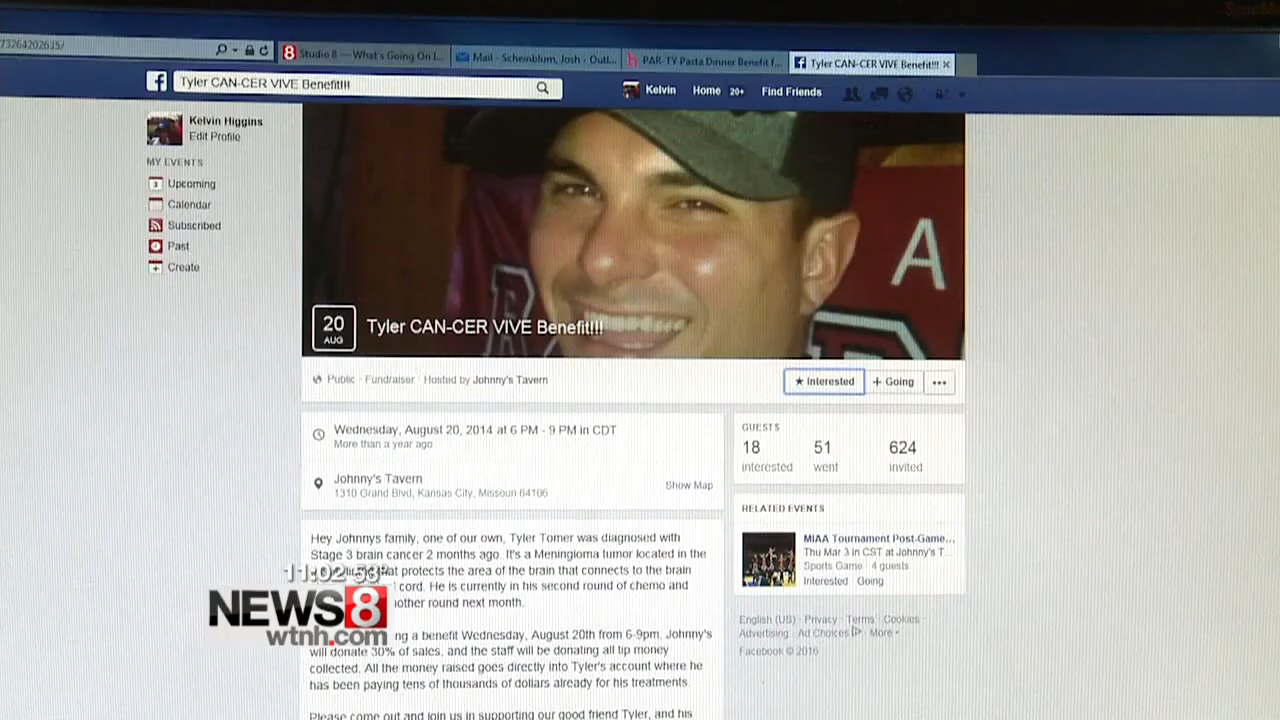 73264202635/
8 Studio 8 — What's Going On I...
Mail - Scheinblum, Josh - Outl...
PAR-TY Pasta Dinner Benefit f...
Tyler CAN-CER VIVE Benefit!!! ×
Tyler CAN-CER VIVE Benefit!!!
Kelvin
Home 20+
Find Friends
Kelvin Higgins
Edit Profile
MY EVENTS
3 Upcoming
Calendar
Subscribed
Past
Create
A
20
AUG
Tyler CAN-CER VIVE Benefit!!!
Public · Fundraiser · Hosted by Johnny's Tavern
★ Interested
+ Going
...
Wednesday, August 20, 2014 at 6 PM - 9 PM in CDT
More than a year ago
Johnny's Tavern
1310 Grand Blvd, Kansas City, Missouri 64106
Show Map
GUESTS
18 51 624
interested went invited
RELATED EVENTS
MIAA Tournament Post-Game...
Thu Mar 3 in CST at Johnny's T...
Sports Game · 4 guests
Interested · Going
English (US) · Privacy · Terms · Cookies ·
Advertising · Ad Choices · More
Facebook © 2016
Hey Johnnys family, one of our own, Tyler Tomer was diagnosed with
Stage 3 brain cancer 2 months ago. It's a Meningioma tumor located in the
protects the area of the brain that connects to the brain
cord. He is currently in his second round of chemo and
round next month.
a benefit Wednesday, August 20th from 6-9pm. Johnny's
will donate 30% of sales, and the staff will be donating all tip money
collected. All the money raised goes directly into Tyler's account where he
has been paying tens of thousands of dollars already for his treatments.
Please come out and join us in supporting our good friend Tyler, and his
11:02 53°
NEWS 8
wtnh.com